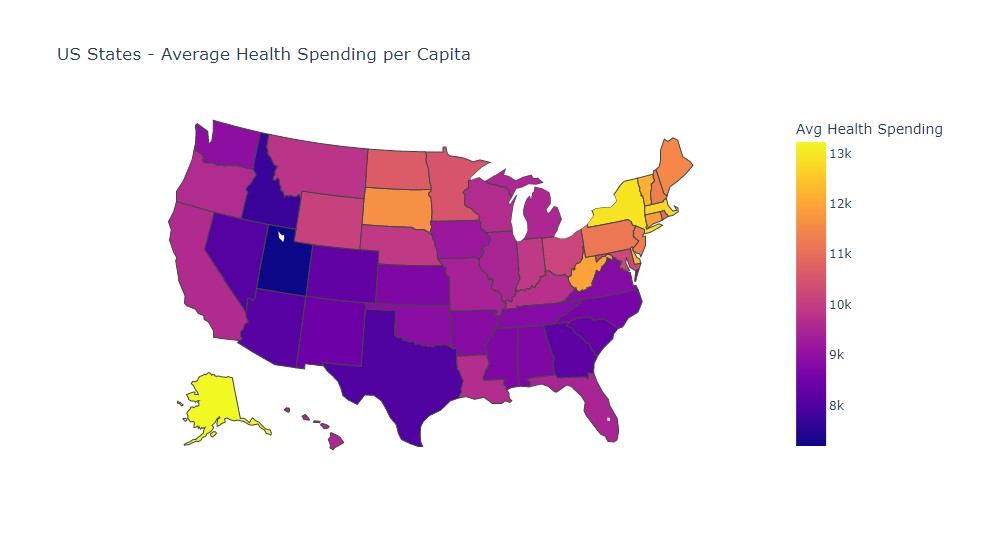 US States - Average Health Spending per Capita
Avg Health Spending
13k
12k
11k
10k
9k
8k